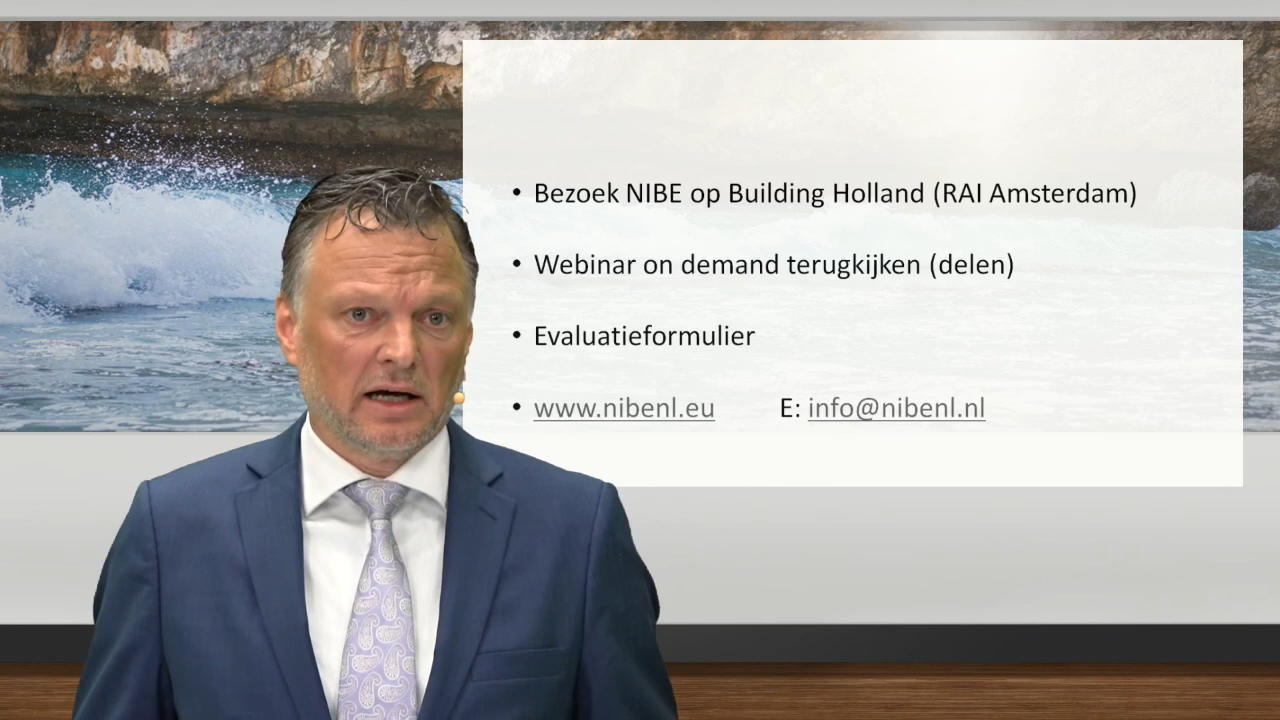 • Bezoek NIBE op Building Holland (RAI Amsterdam)
• Webinar on demand terugkijken (delen)
• Evaluatieformulier
• www.nibenl.eu E: info@nibenl.nl